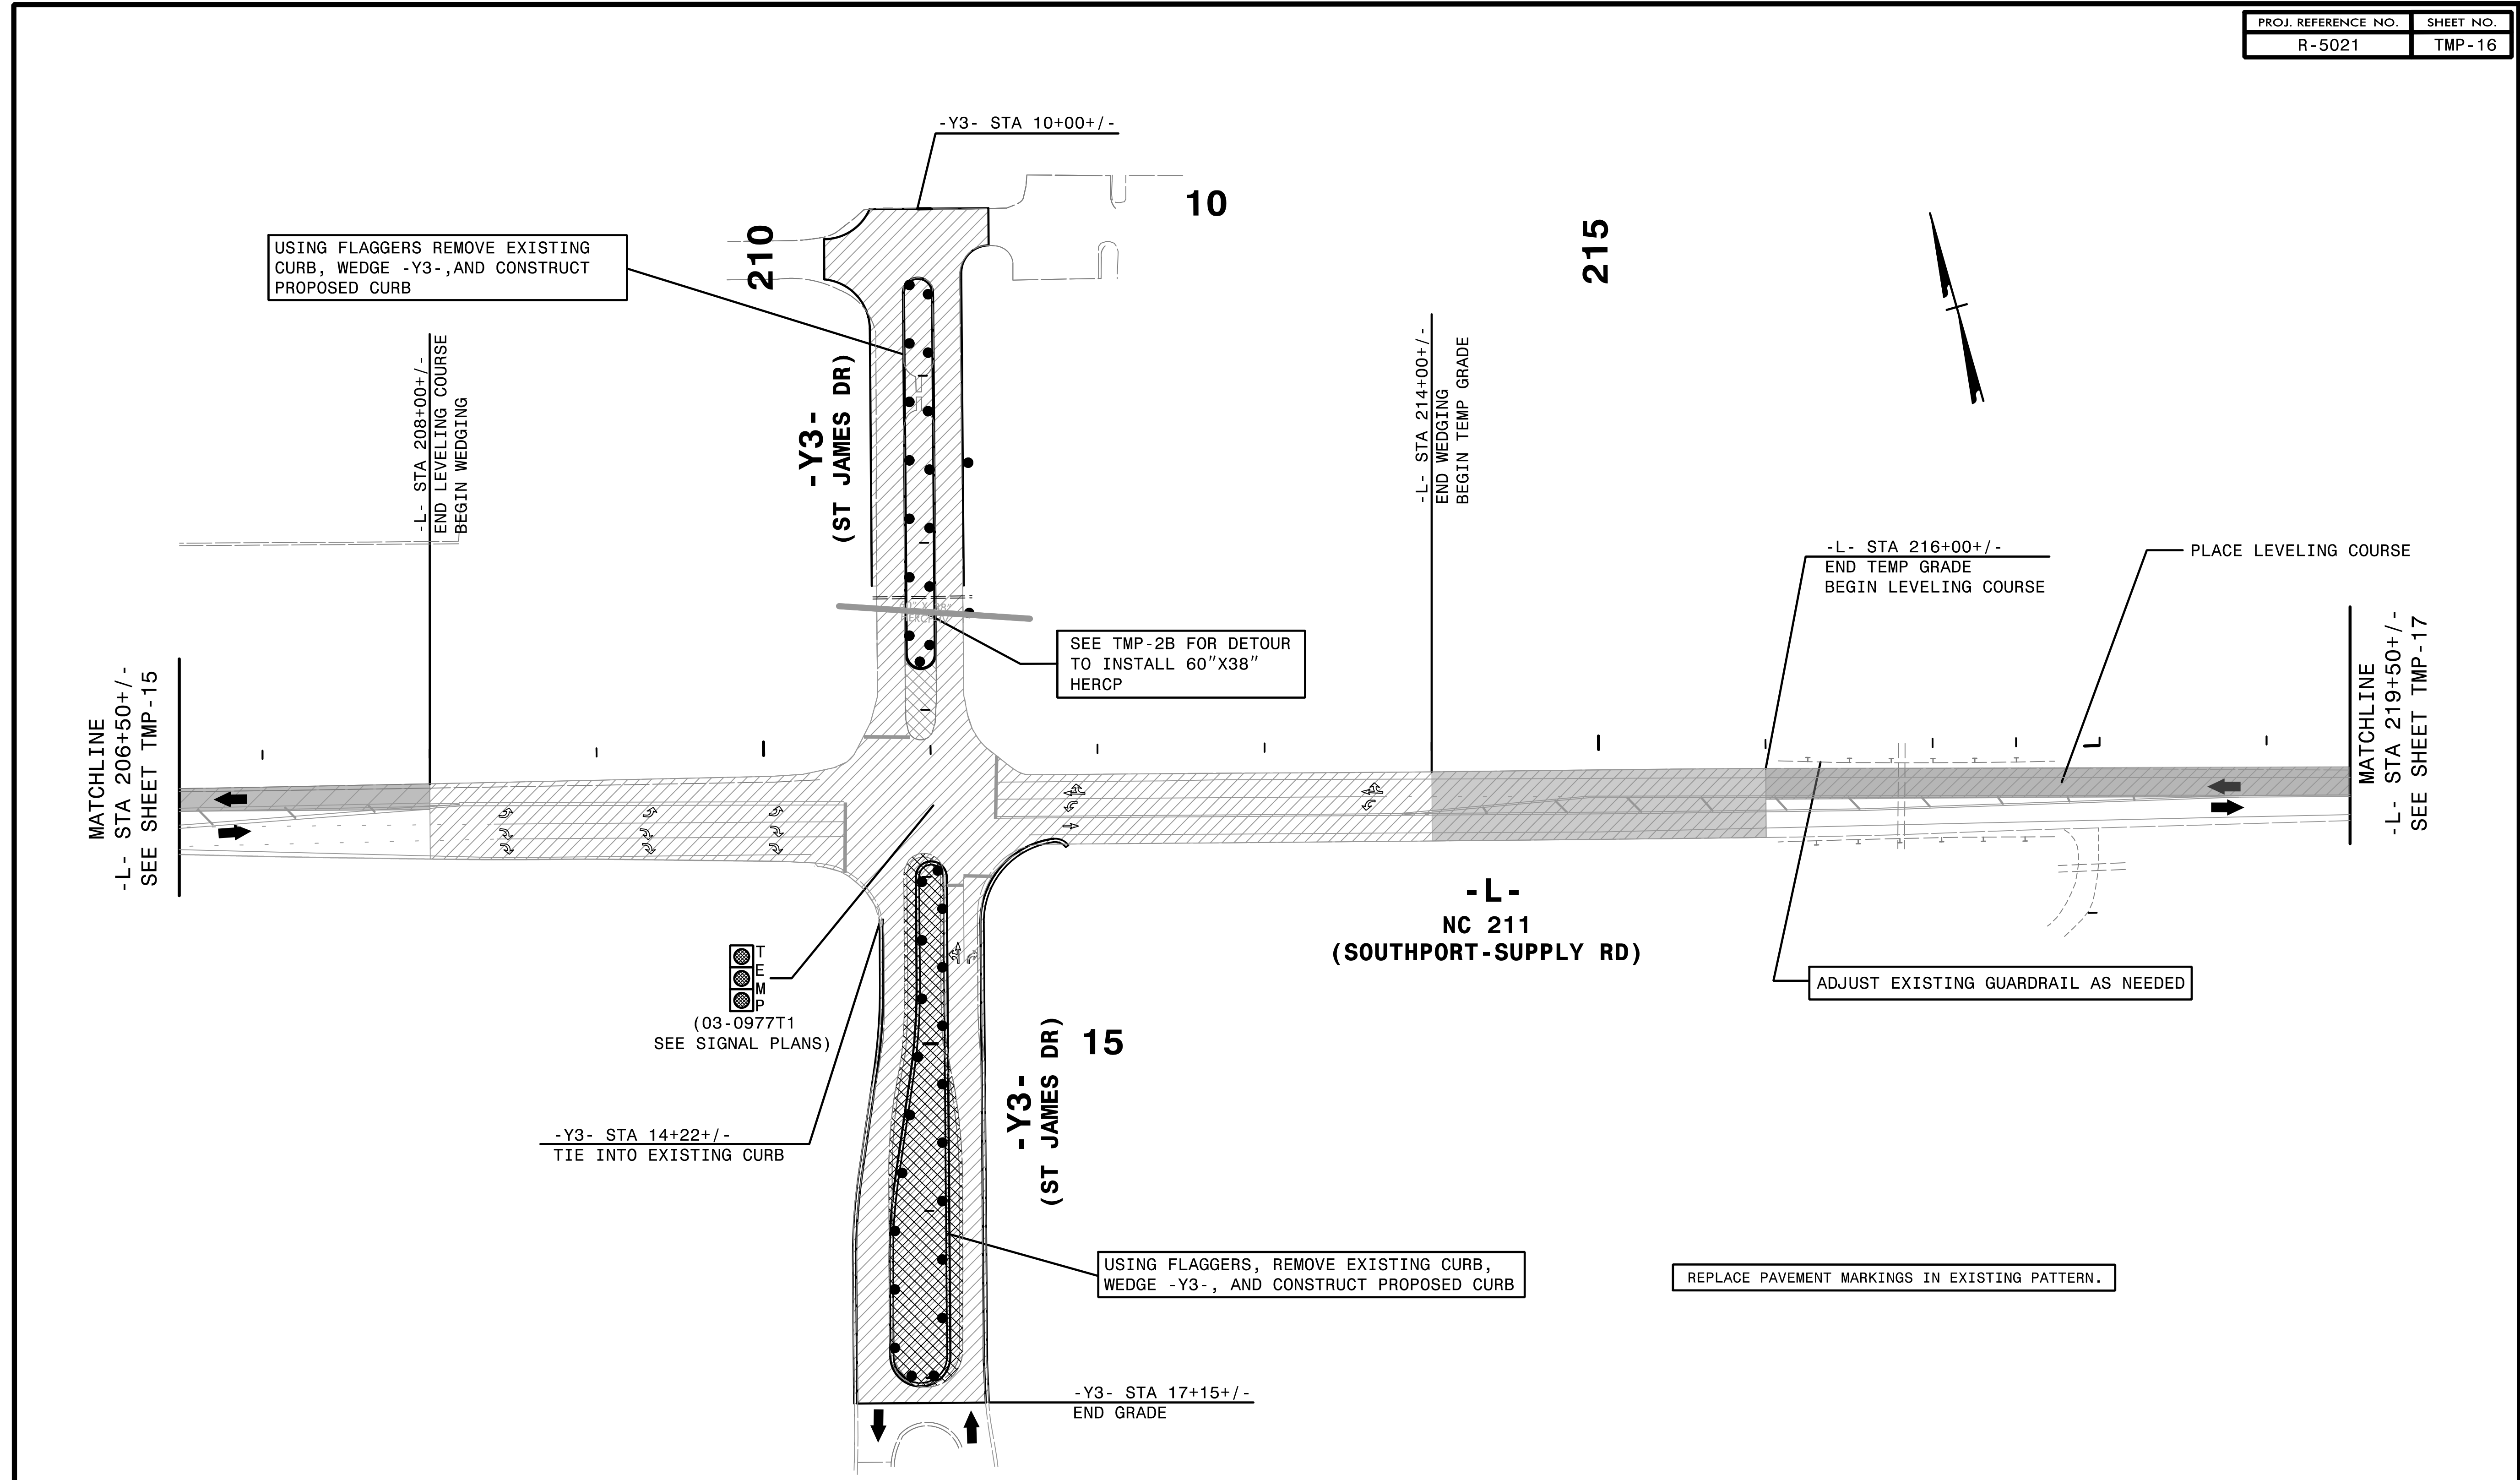 PROJ. REFERENCE NO.
SHEET NO.
R-5021
TMP-16
-Y3- STA 10+00+/-
10
210
215
USING FLAGGERS REMOVE EXISTING
CURB, WEDGE -Y3-,AND CONSTRUCT
PROPOSED CURB
-L- STA 208+00+/-
END LEVELING COURSE
BEGIN WEDGING
-Y3-
(ST JAMES DR)
-L- STA 214+00+/-
END WEDGING
BEGIN TEMP GRADE
-L- STA 216+00+/-
END TEMP GRADE
BEGIN LEVELING COURSE
PLACE LEVELING COURSE
SEE TMP-2B FOR DETOUR
TO INSTALL 60"X38"
HERCP
MATCHLINE
-L- STA 206+50+/-
SEE SHEET TMP-15
MATCHLINE
-L- STA 219+50+/-
SEE SHEET TMP-17
L
-L-
NC 211
(SOUTHPORT-SUPPLY RD)
TEMP
(03-0977T1
SEE SIGNAL PLANS)
ADJUST EXISTING GUARDRAIL AS NEEDED
15
-Y3-
(ST JAMES DR)
-Y3- STA 14+22+/-
TIE INTO EXISTING CURB
USING FLAGGERS, REMOVE EXISTING CURB,
WEDGE -Y3-, AND CONSTRUCT PROPOSED CURB
REPLACE PAVEMENT MARKINGS IN EXISTING PATTERN.
-Y3- STA 17+15+/-
END GRADE